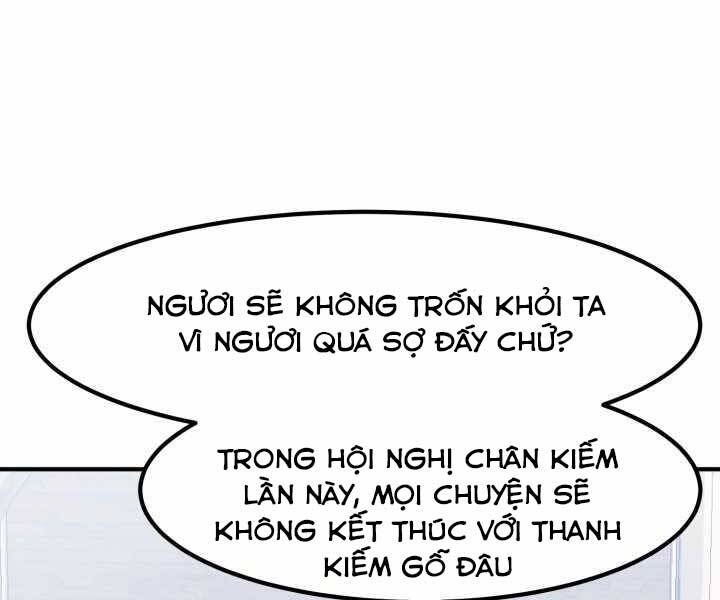 NGƯƠI SẼ KHÔNG TRỐN KHỎI TA
VÌ NGƯƠI QUÁ SỢ ĐẤY CHỨ?
TRONG HỘI NGHỊ CHÂN KIẾM
LẦN NÀY, MỌI CHUYỆN SẼ
KHÔNG KẾT THÚC VỚI THANH
KIẾM GỖ ĐÂU